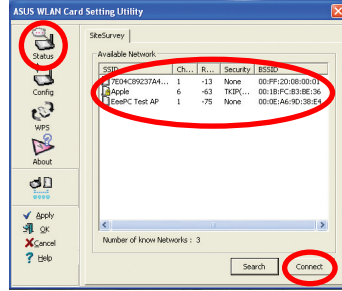 ASUS WLAN Card Setting Utility
Status
Config
WPS
About
Apply
OK
Cancel
Help
SiteSurvey
Available Network
SSID Ch... R... Security BSSID
7E04C89237A4... 1 -13 None 00:FF:20:08:00:01
Apple 6 -63 TKIP(... 00:1B:FC:B3:BE:36
EeePC Test AP 1 -75 None 00:0E:A6:9D:38:E4
Number of know Networks : 3
Search Connect